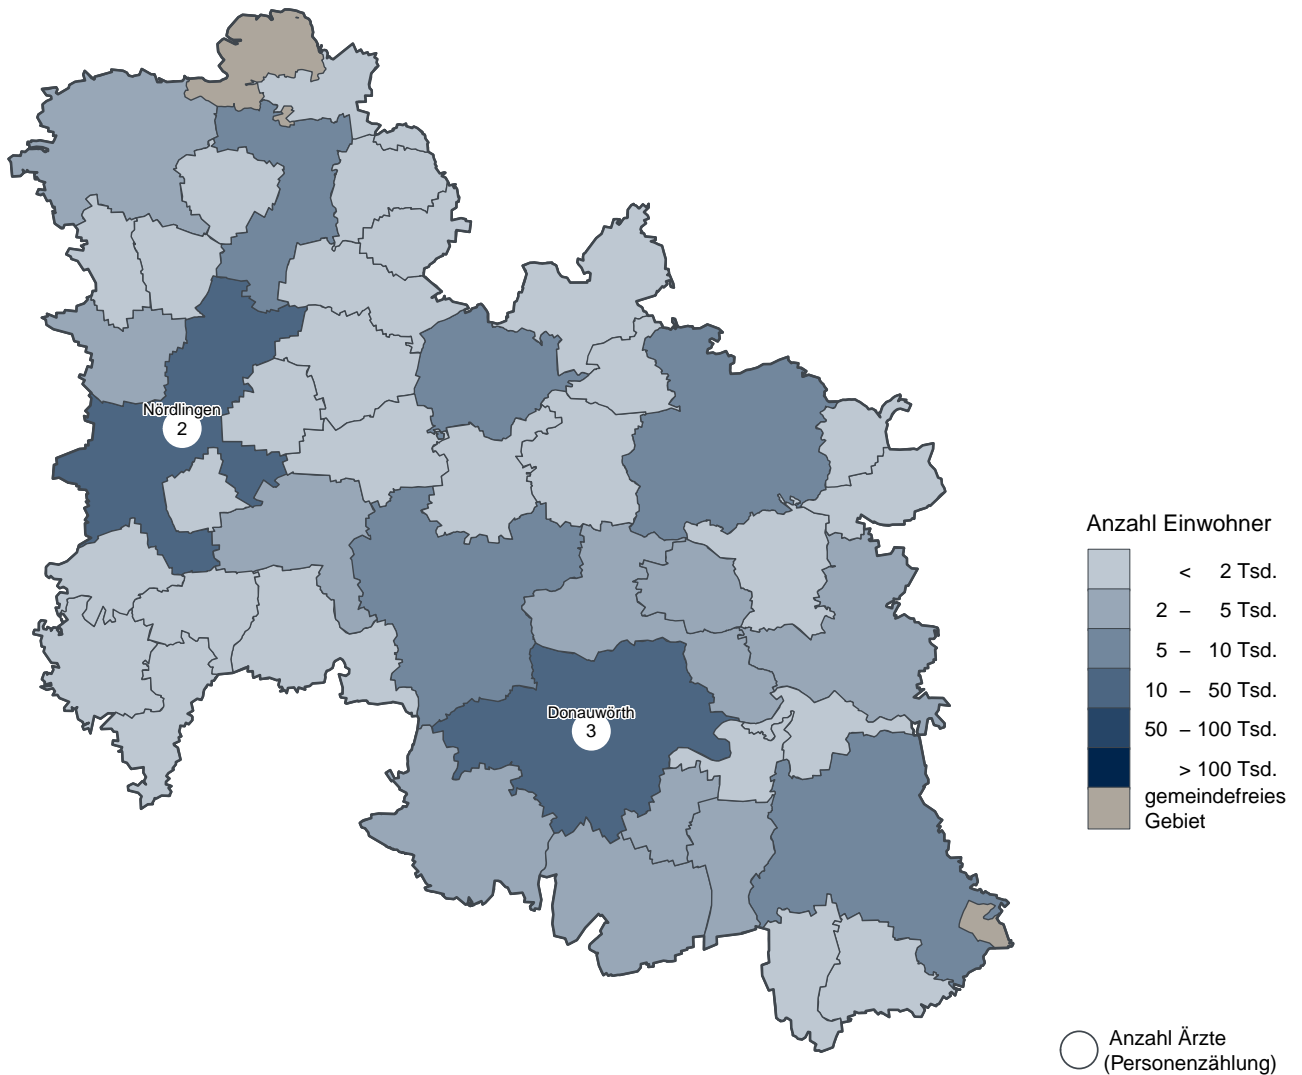 Nördlingen
2
Donauwörth
3
Anzahl Einwohner
< 2 Tsd.
2 – 5 Tsd.
5 – 10 Tsd.
10 – 50 Tsd.
50 – 100 Tsd.
> 100 Tsd.
gemeindefreies
Gebiet
Anzahl Ärzte
(Personenzählung)